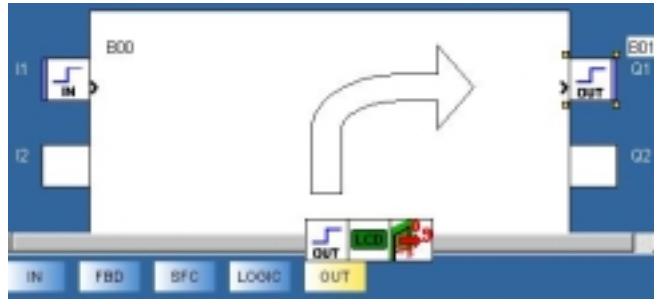 B00
B01
I1
IN
OUT
Q1
I2
Q2
OUT
LCD
IN
FBD
SFC
LOGIC
OUT